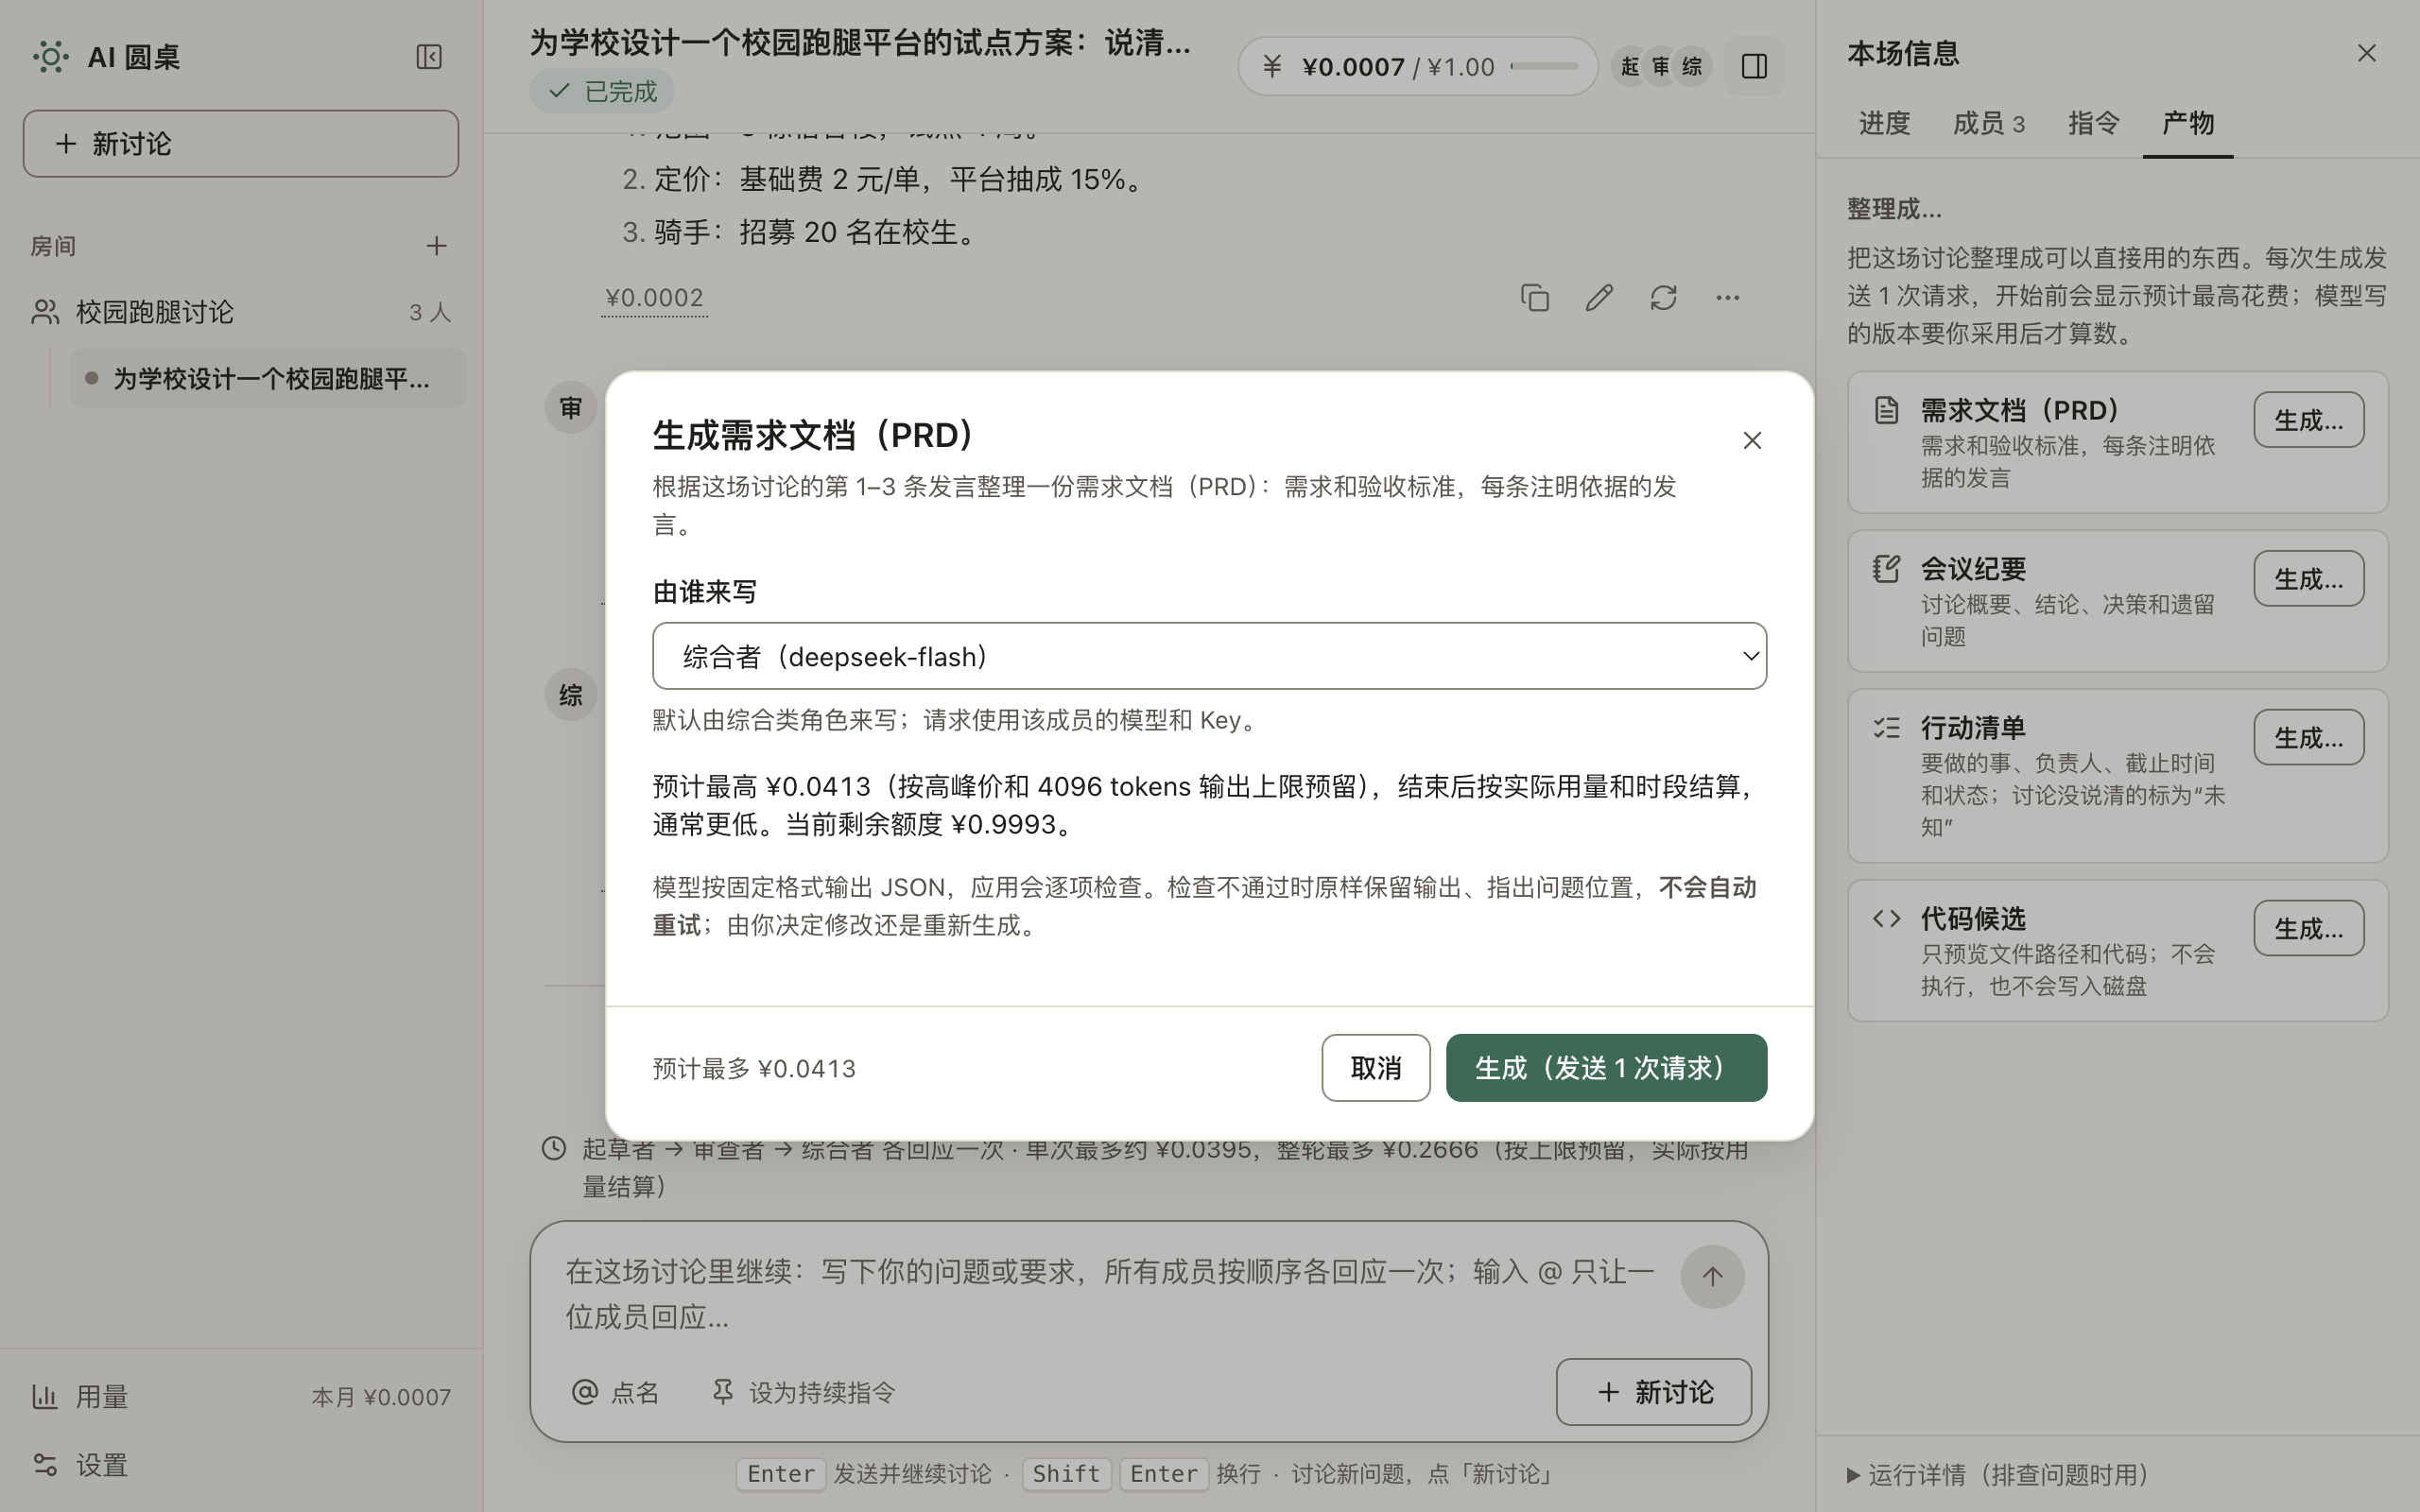 AI 圆桌
+ 新讨论
房间
校园跑腿讨论 3 人
为学校设计一个校园跑腿平...
用量 本月 ¥0.0007
设置
为学校设计一个校园跑腿平台的试点方案：说清...
已完成
¥0.0007 / ¥1.00
起 审 综
2. 定价：基础费 2 元/单，平台抽成 15%。
3. 骑手：招募 20 名在校生。
¥0.0002
审
综
生成需求文档（PRD）
根据这场讨论的第 1–3 条发言整理一份需求文档（PRD）：需求和验收标准，每条注明依据的发
言。
由谁来写
综合者（deepseek-flash）
默认由综合类角色来写；请求使用该成员的模型和 Key。
预计最高 ¥0.0413（按高峰价和 4096 tokens 输出上限预留），结束后按实际用量和时段结算，
通常更低。当前剩余额度 ¥0.9993。
模型按固定格式输出 JSON，应用会逐项检查。检查不通过时原样保留输出、指出问题位置，不会自动
重试；由你决定修改还是重新生成。
预计最多 ¥0.0413
取消
生成（发送 1 次请求）
起草者 → 审查者 → 综合者 各回应一次 · 单次最多约 ¥0.0395，整轮最多 ¥0.2666（按上限预留，实际按用
量结算）
在这场讨论里继续：写下你的问题或要求，所有成员按顺序各回应一次；输入 @ 只让一
位成员回应...
@ 点名 设为持续指令
+ 新讨论
Enter 发送并继续讨论 · Shift Enter 换行 · 讨论新问题，点「新讨论」
本场信息
进度 成员 3 指令 产物
整理成...
把这场讨论整理成可以直接用的东西。每次生成发
送 1 次请求，开始前会显示预计最高花费；模型写
的版本要你采用后才算数。
需求文档（PRD） 生成...
需求和验收标准，每条注明依
据的发言
会议纪要 生成...
讨论概要、结论、决策和遗留
问题
行动清单 生成...
要做的事、负责人、截止时间
和状态；讨论没说清的标为“未
知”
代码候选 生成...
只预览文件路径和代码；不会
执行，也不会写入磁盘
运行详情（排查问题时用）